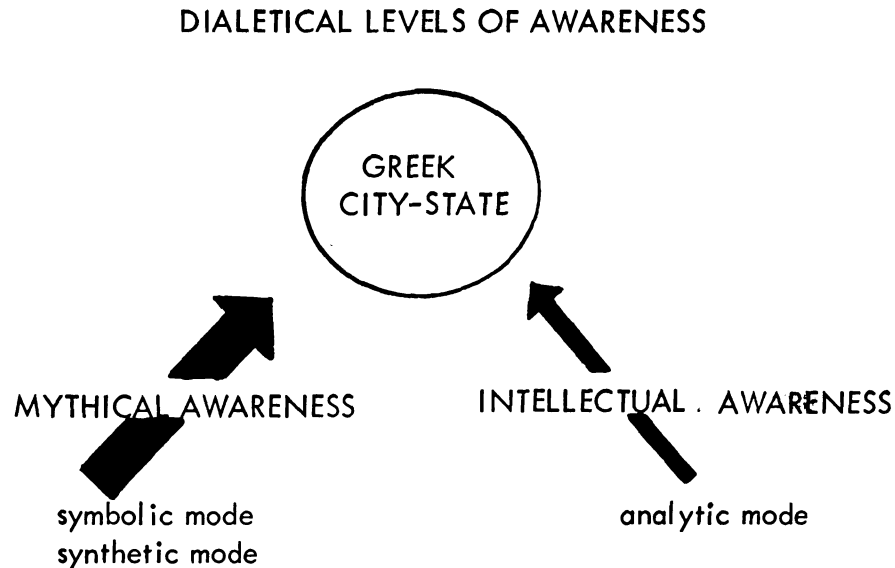 DIALETICAL LEVELS OF AWARENESS
GREEK
CITY-STATE
MYTHICAL AWARENESS
INTELLECTUAL . AWARENESS
symbolic mode
synthetic mode
analytic mode